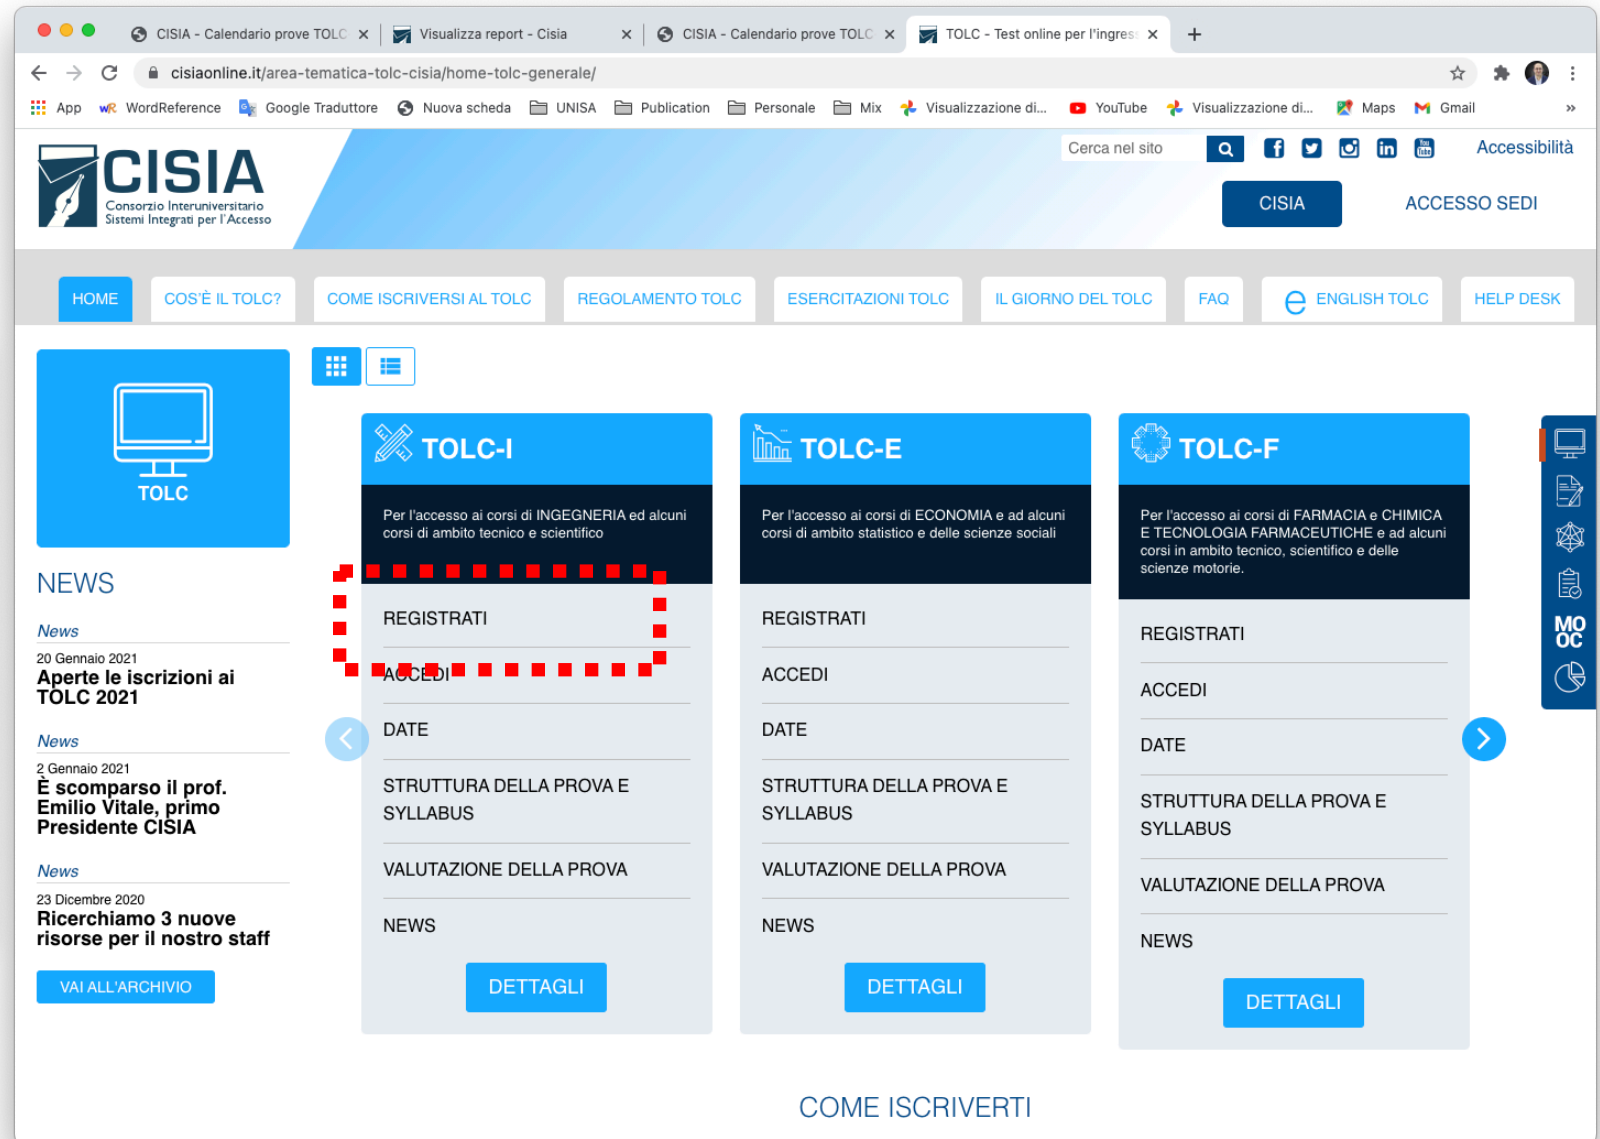 CISIA - Calendario prove TOLC
Visualizza report - Cisia
CISIA - Calendario prove TOLC
TOLC - Test online per l'ingress
cisiaonline.it/area-tematica-tolc-cisia/home-tolc-generale/
App
WordReference
Google Traduttore
Nuova scheda
UNISA
Publication
Personale
Mix
Visualizzazione di...
YouTube
Visualizzazione di...
Maps
Gmail
»
CISIA
Consorzio Interuniversitario
Sistemi Integrati per l'Accesso
Cerca nel sito
Accessibilità
CISIA
ACCESSO SEDI
HOME
COS'È IL TOLC?
COME ISCRIVERSI AL TOLC
REGOLAMENTO TOLC
ESERCITAZIONI TOLC
IL GIORNO DEL TOLC
FAQ
ENGLISH TOLC
HELP DESK
TOLC
NEWS
News
20 Gennaio 2021
Aperte le iscrizioni ai
TOLC 2021
News
2 Gennaio 2021
È scomparso il prof.
Emilio Vitale, primo
Presidente CISIA
News
23 Dicembre 2020
Ricerchiamo 3 nuove
risorse per il nostro staff
VAI ALL'ARCHIVIO
TOLC-I
Per l'accesso ai corsi di INGEGNERIA ed alcuni
corsi di ambito tecnico e scientifico
REGISTRATI
ACCEDI
DATE
STRUTTURA DELLA PROVA E
SYLLABUS
VALUTAZIONE DELLA PROVA
NEWS
DETTAGLI
TOLC-E
Per l'accesso ai corsi di ECONOMIA e ad alcuni
corsi di ambito statistico e delle scienze sociali
REGISTRATI
ACCEDI
DATE
STRUTTURA DELLA PROVA E
SYLLABUS
VALUTAZIONE DELLA PROVA
NEWS
DETTAGLI
TOLC-F
Per l'accesso ai corsi di FARMACIA e CHIMICA
E TECNOLOGIA FARMACEUTICHE e ad alcuni
corsi in ambito tecnico, scientifico e delle
scienze motorie.
REGISTRATI
ACCEDI
DATE
STRUTTURA DELLA PROVA E
SYLLABUS
VALUTAZIONE DELLA PROVA
NEWS
DETTAGLI
MO
OC
COME ISCRIVERTI